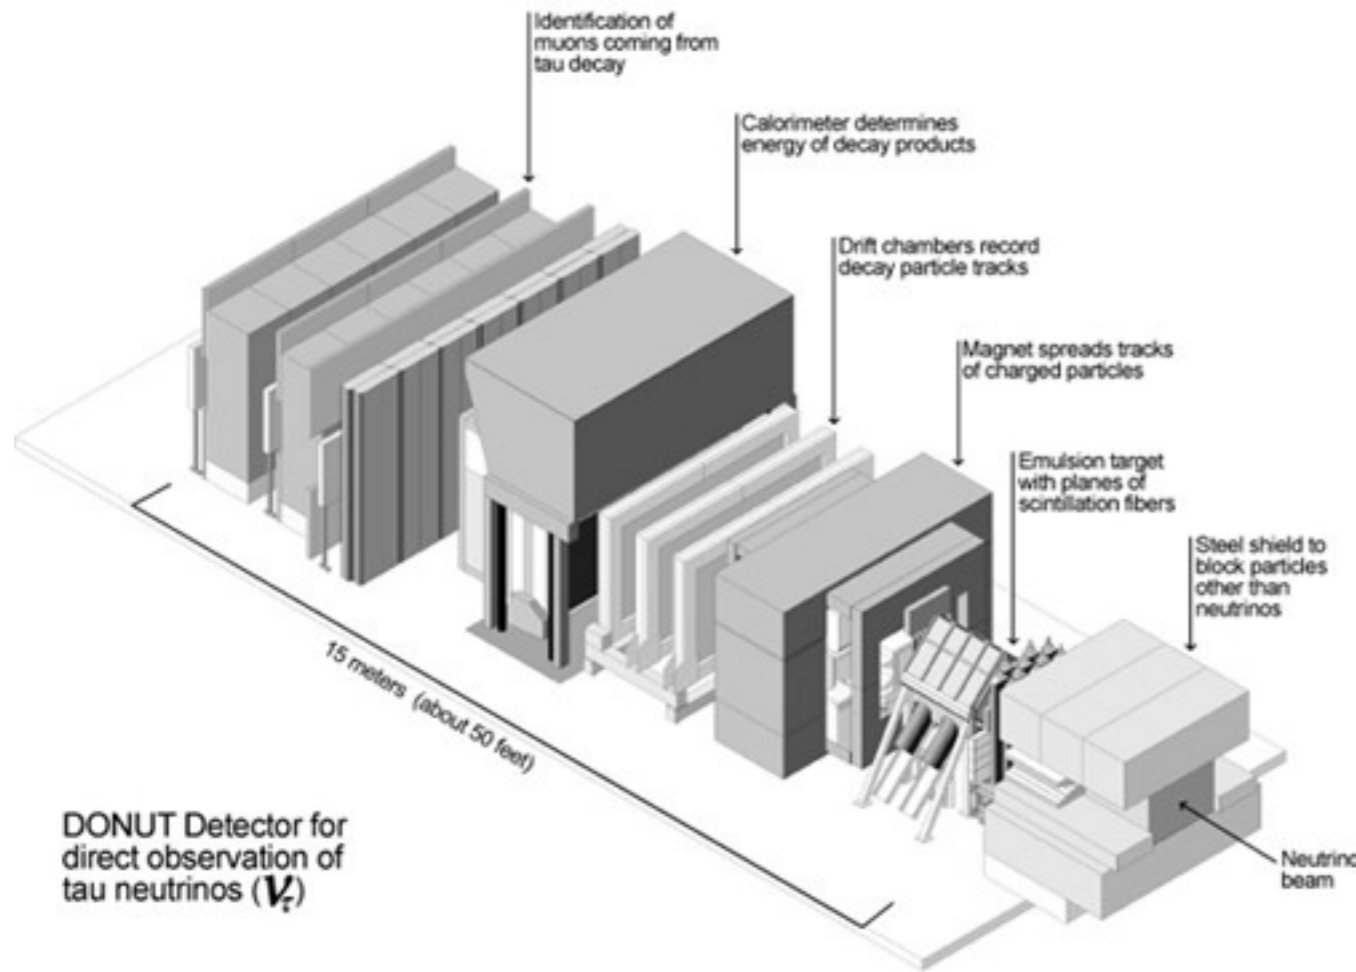 Identification of
muons coming from
tau decay
Calorimeter determines
energy of decay products
Drift chambers record
decay particle tracks
Magnet spreads tracks
of charged particles
Emulsion target
with planes of
scintillation fibers
Steel shield to
block particles
other than
neutrinos
15 meters (about 50 feet)
Neutrino
beam
DONUT Detector for
direct observation of
tau neutrinos (ντ)